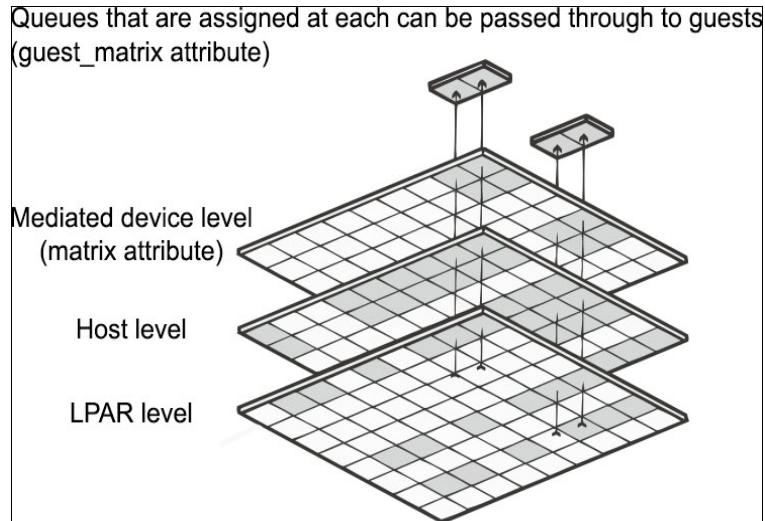 Queues that are assigned at each can be passed through to guests
(guest_matrix attribute)
Mediated device level
(matrix attribute)
Host level
LPAR level